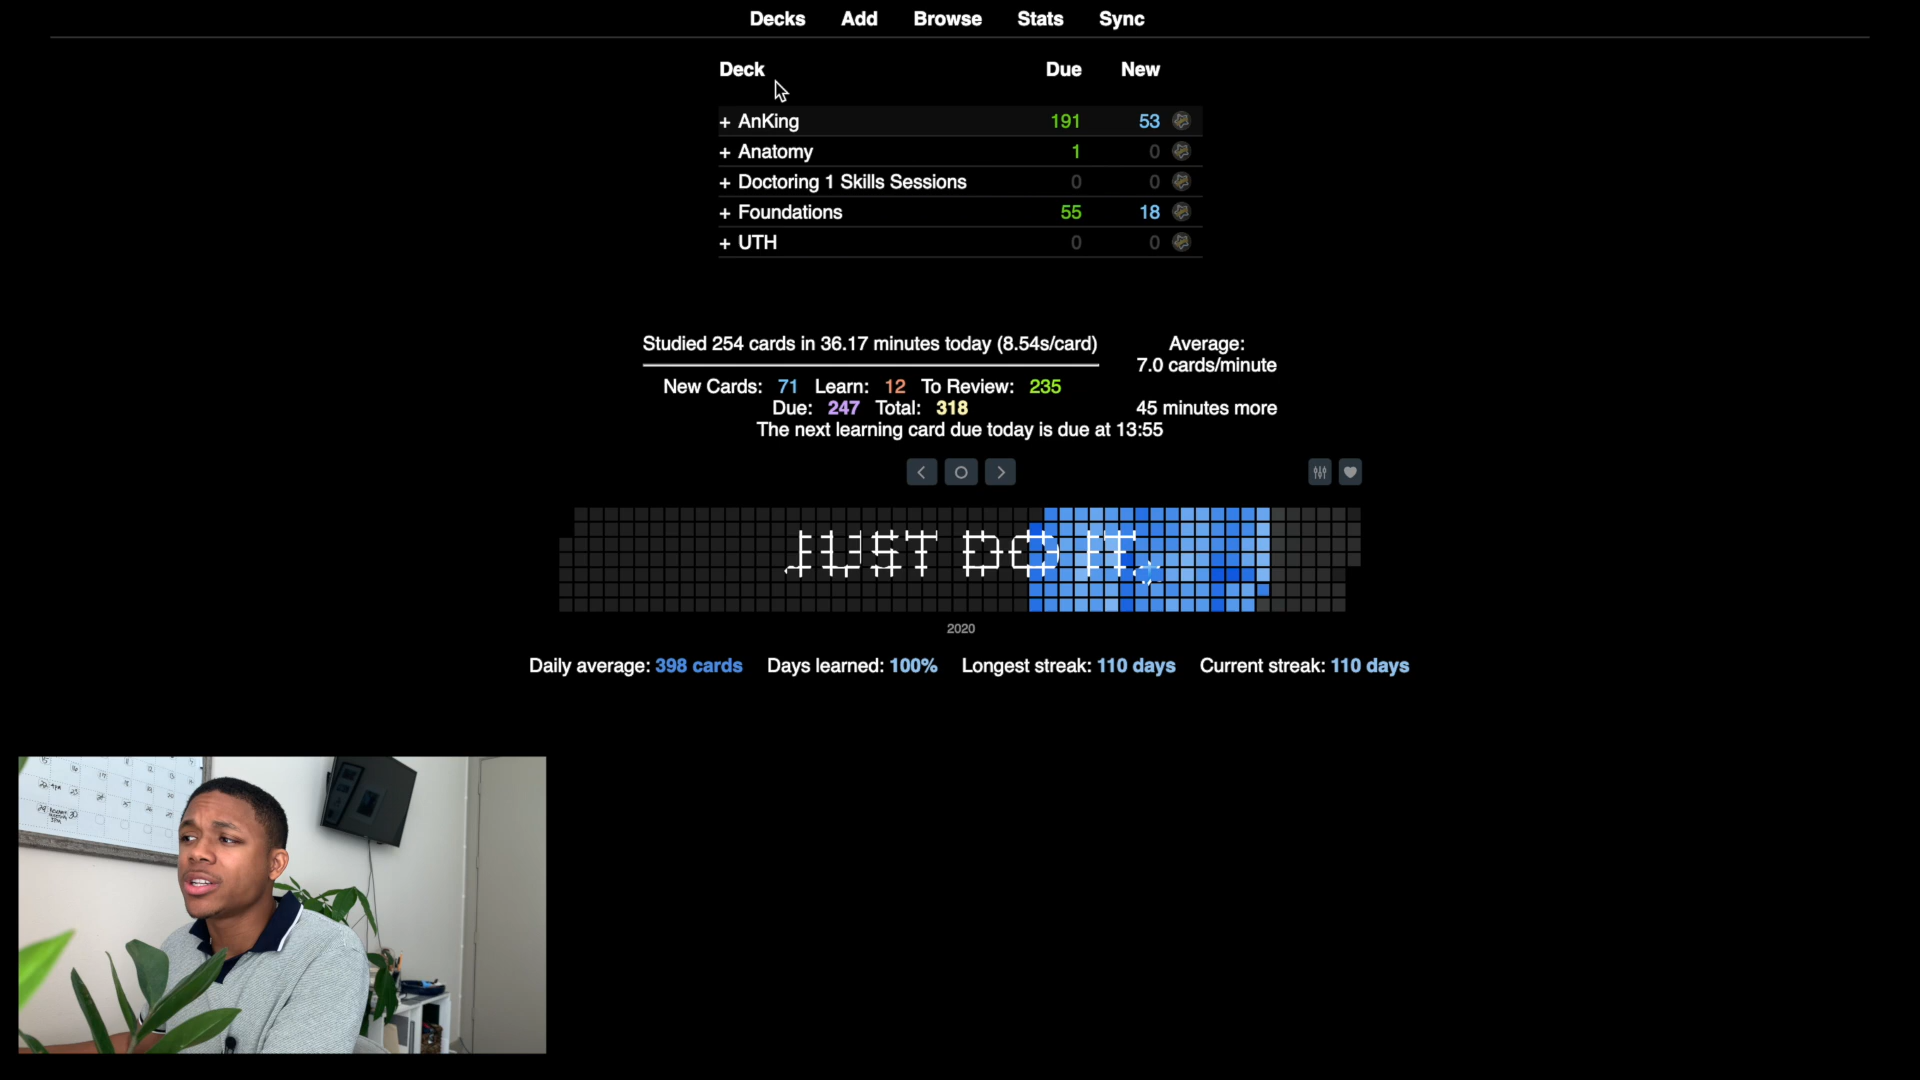 Decks Add Browse Stats Sync
Deck Due New
+ AnKing 191 53
+ Anatomy 1 0
+ Doctoring 1 Skills Sessions 0 0
+ Foundations 55 18
+ UTH 0 0
Studied 254 cards in 36.17 minutes today (8.54s/card)
Average:
7.0 cards/minute
New Cards: 71 Learn: 12 To Review: 235
Due: 247 Total: 318
45 minutes more
The next learning card due today is due at 13:55
JUST DO IT.
2020
Daily average: 398 cards Days learned: 100% Longest streak: 110 days Current streak: 110 days